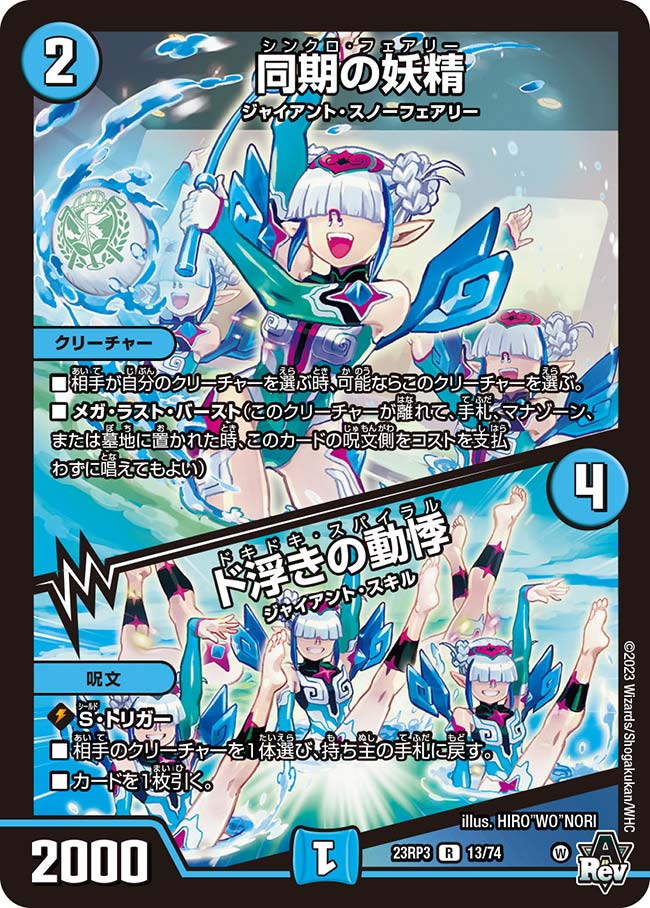 2
シンクロ・フェアリー
同期の妖精
ジャイアント・スノーフェアリー
クリーチャー
■相手が自分のクリーチャーを選ぶ時、可能ならこのクリーチャーを選ぶ。
■メガ・ラスト・バースト(このクリーチャーが離れて、手札、マナゾーン、
または墓地に置かれた時、このカードの呪文側をコストを支払
わずに唱えてもよい)
4
ドキドキ・スパイラル
ド浮きの動悸
ジャイアント・スキル
呪文
S・トリガー
■相手のクリーチャーを1体選び、持ち主の手札に戻す。
■カードを1枚引く。
©2023 Wizards/Shogakukan/WHC
illus. HIRO"WO"NORI
2000
1
23RP3 R 13/74
W
A Rev